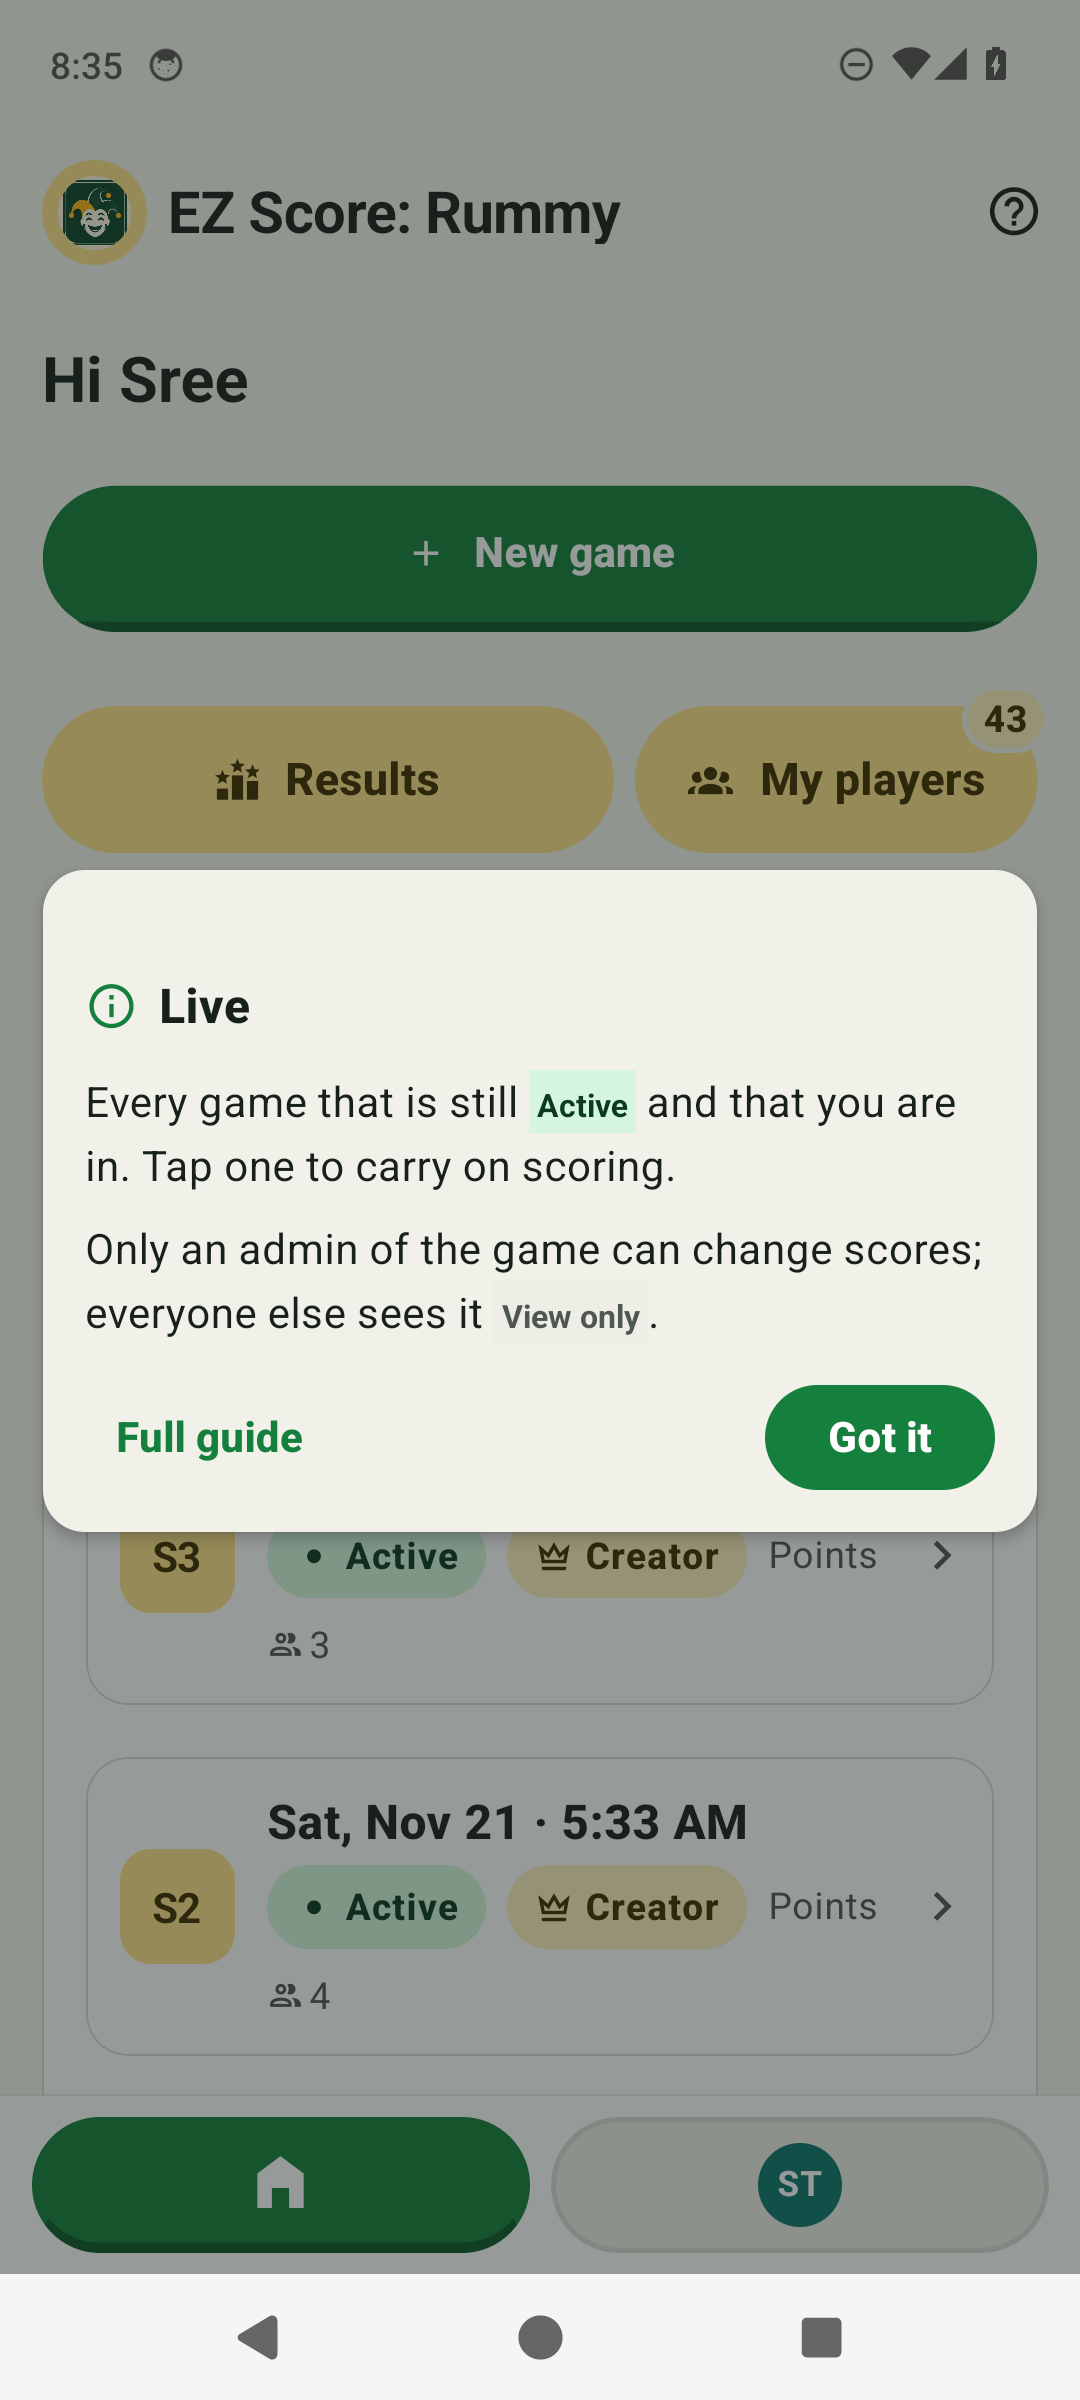 8:35
EZ Score: Rummy
Hi Sree
+ New game
43
Results
My players
Live
Every game that is still Active and that you are
in. Tap one to carry on scoring.
Only an admin of the game can change scores;
everyone else sees it View only.
Full guide
Got it
S3
Active
Creator
Points
3
Sat, Nov 21 · 5:33 AM
S2
Active
Creator
Points
4
ST